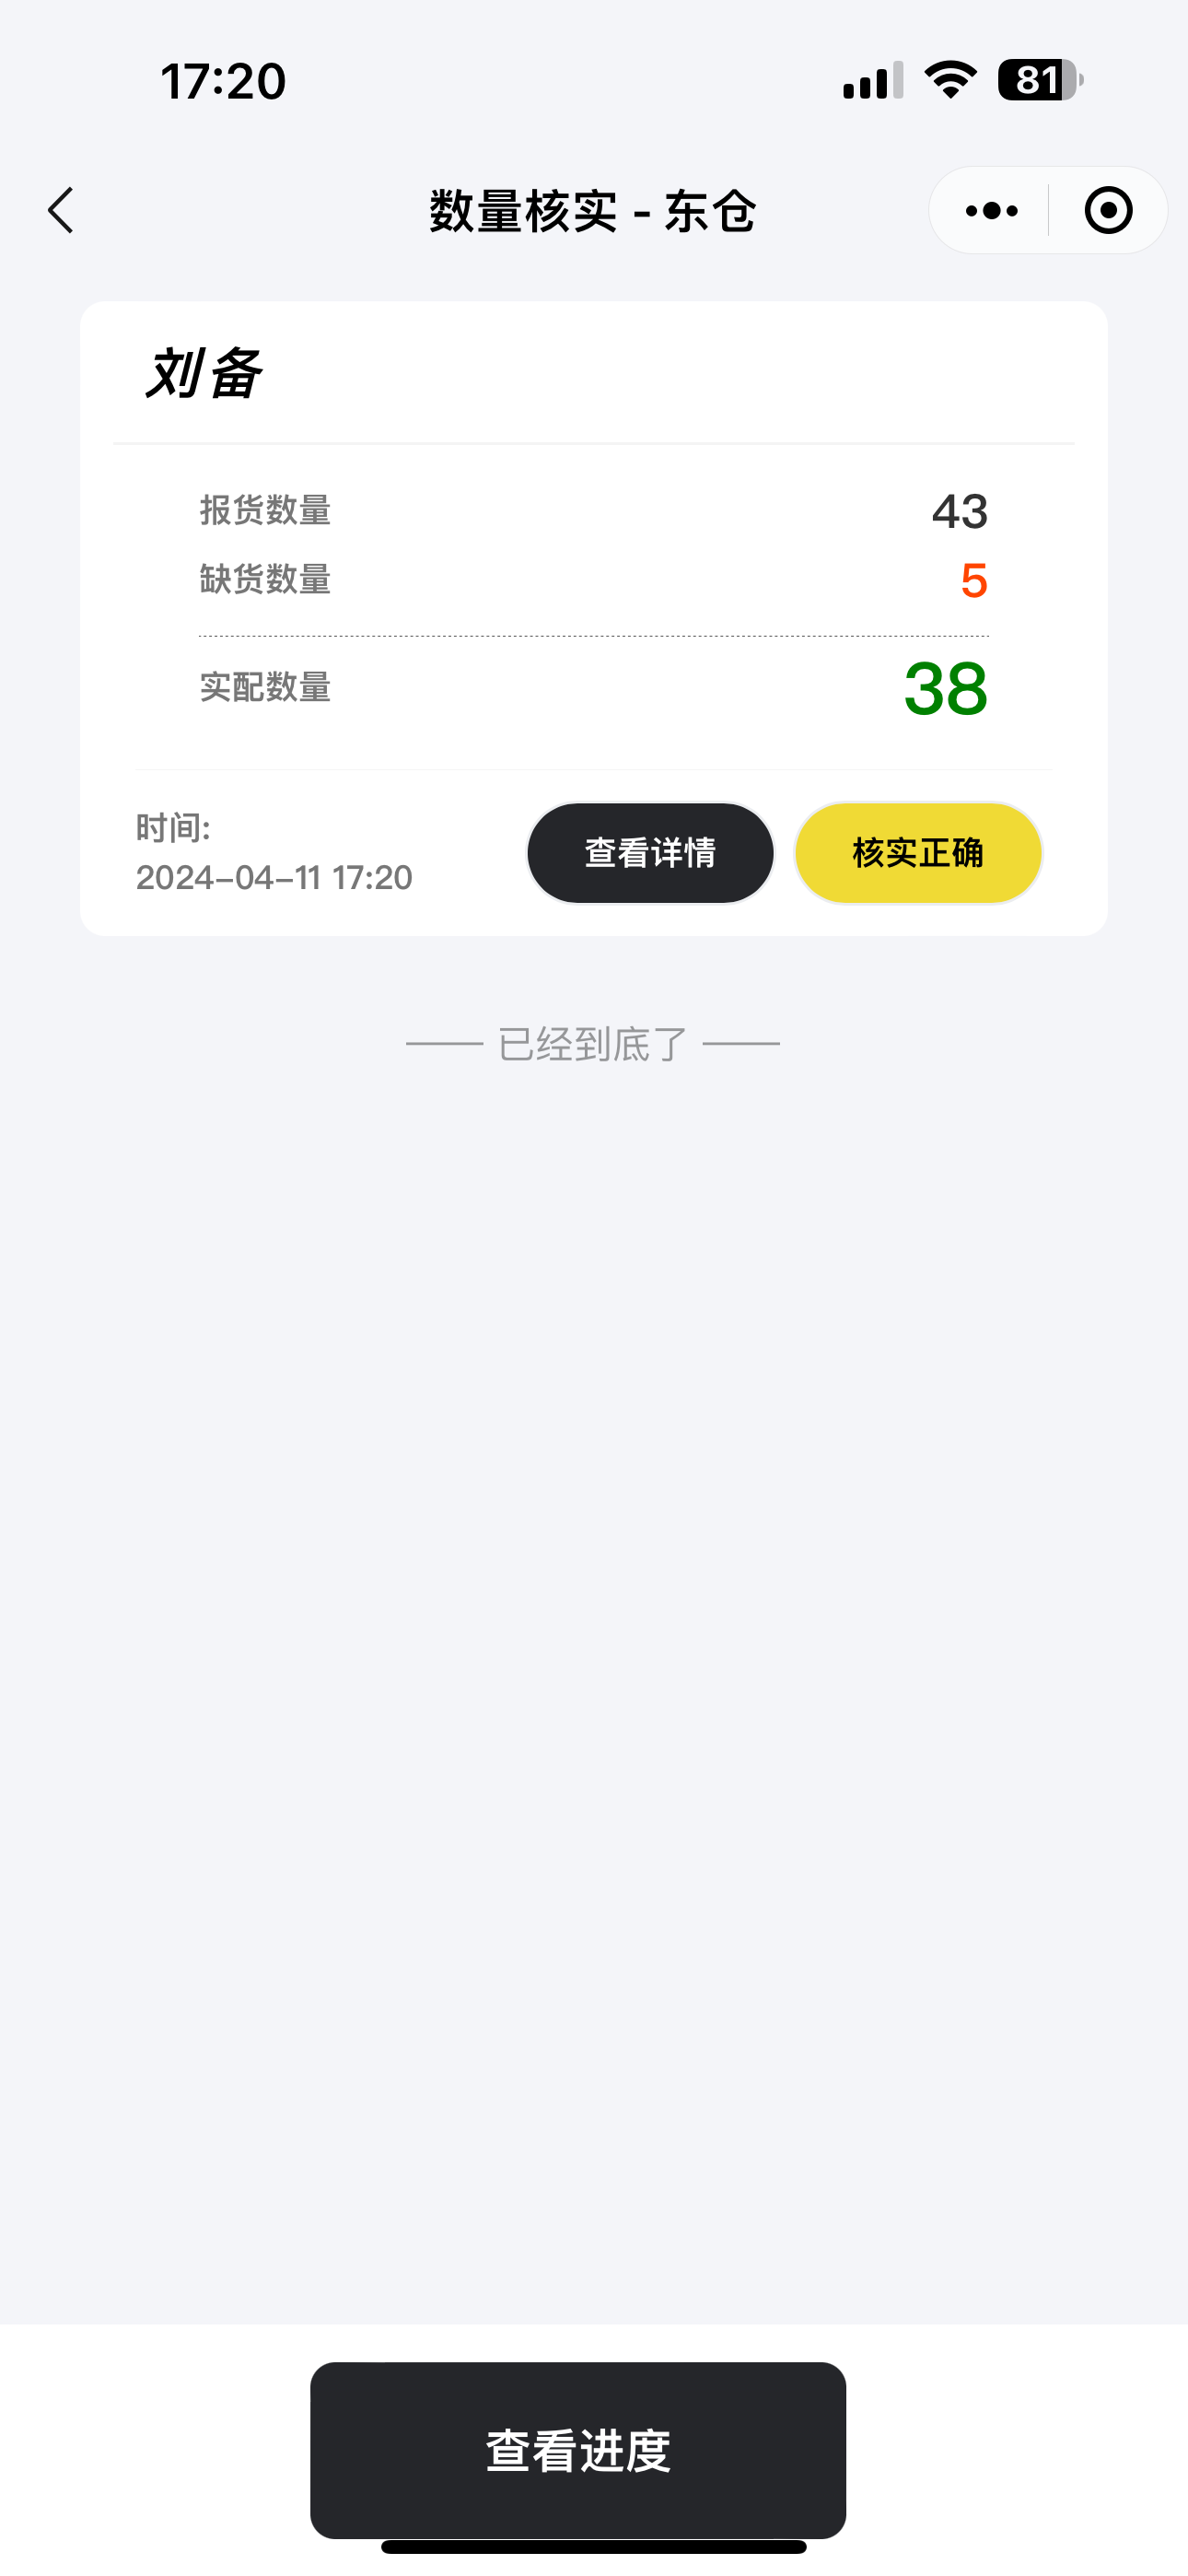 17:20
81
数量核实 - 东仓
刘备
报货数量 43
缺货数量 5
实配数量 38
时间:
2024-04-11 17:20
查看详情
核实正确
已经到底了
查看进度